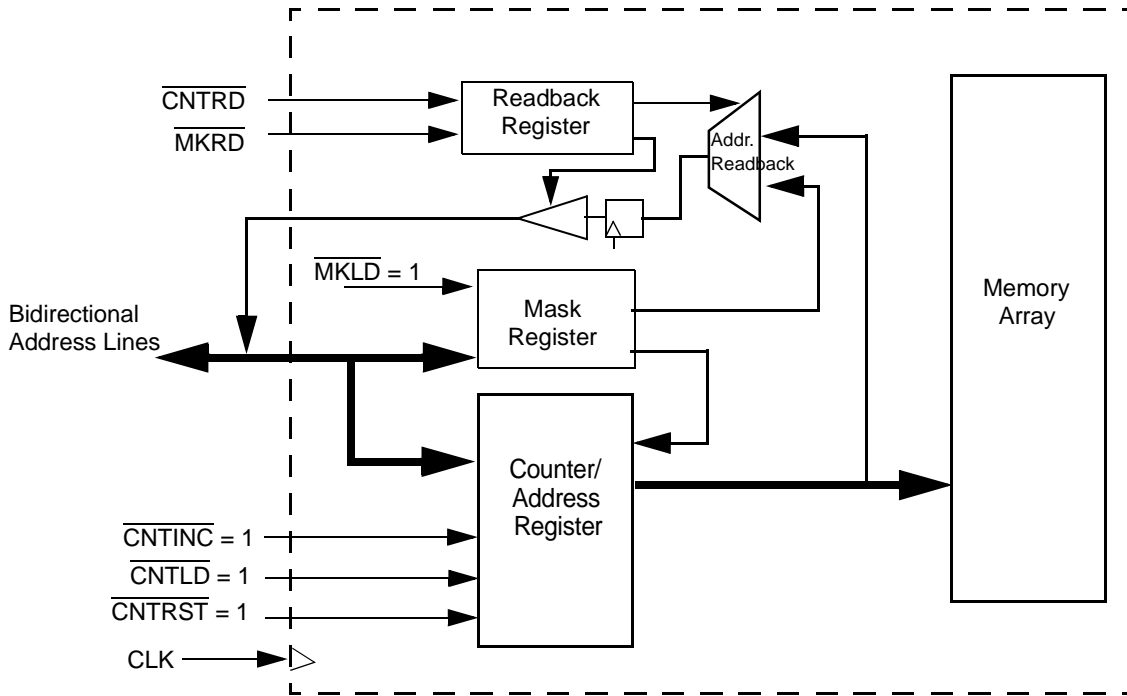 CNTRD
MKRD
Readback
Register
Addr.
Readback
MKLD = 1
Mask
Register
Memory
Array
Bidirectional
Address Lines
Counter/
Address
Register
CNTINC = 1
CNTLD = 1
CNTRST = 1
CLK